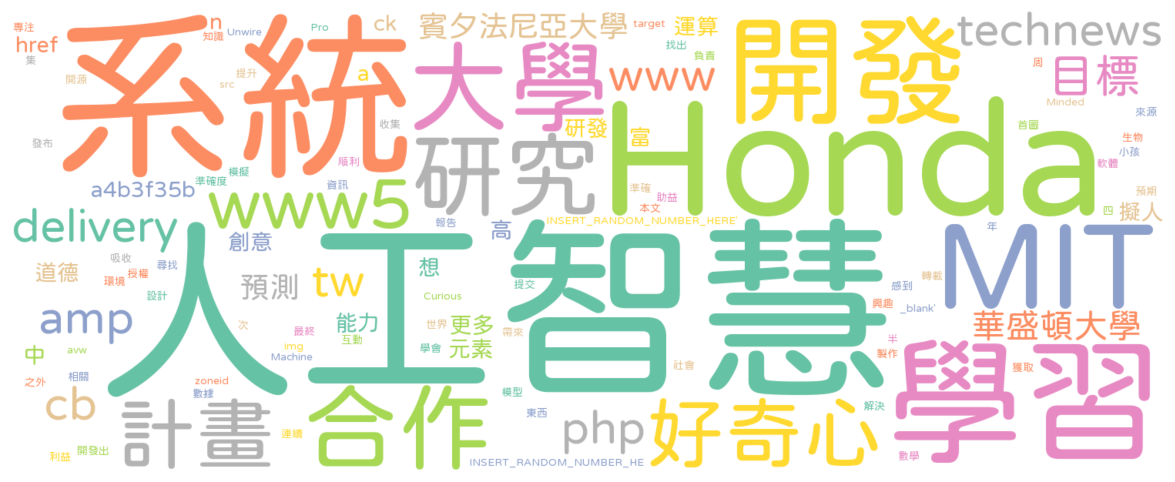 專注
n
ck
賓夕法尼亞大學
運算
technews
href
知識
Unwire
Pro
target
找出
負責
集
系統
大學
www
開發
周
目標
開源
提升
src
a
Minded
發布
收集
研發
富
Honda
首圖
來源
生物
小孩
順利
研究
軟體
a4b3f35b
準確度
模擬
資訊
www5
準確
助益
本文
預期
四
擬人
delivery
報告
高
INSERT_RANDOM_NUMBER_HERE'
年
MIT
創意
人工智慧
道德
吸收
尋找
環境
授權
預測
tw
想
提交
轉載
感到
設計
Curious
興趣
_blank'
amp
次
最終
能力
更多
世界
帶來
華盛頓大學
中
avw
img
互動
學會
元素
半
Machine
製作
之外
相關
zoneid
數據
社會
獲取
學習
cb
計畫
合作
模型
東西
php
好奇心
解決
連續
利益
開發出
INSERT_RANDOM_NUMBER_HE
數學